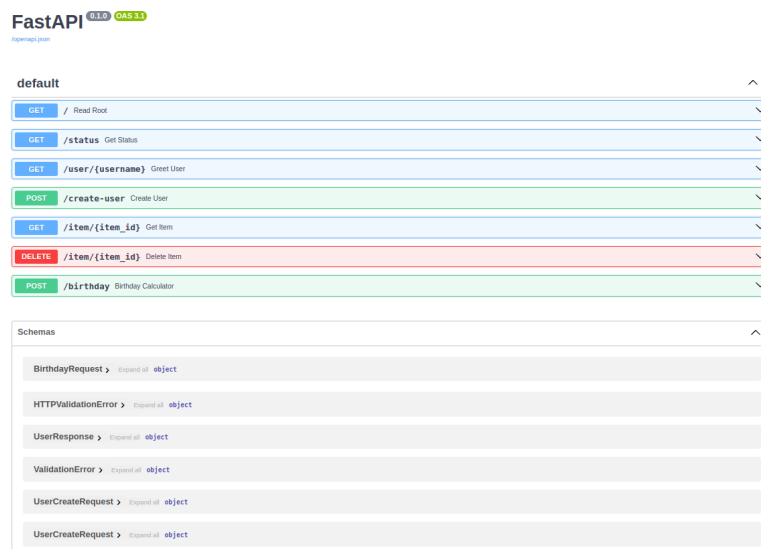 FastAPI 0.1.0 OAS 3.1
/openapi.json
default
GET / Read Root
GET /status Get Status
GET /user/{username} Greet User
POST /create-user Create User
GET /item/{item_id} Get Item
DELETE /item/{item_id} Delete Item
POST /birthday Birthday Calculator
Schemas
BirthdayRequest Expand all object
HTTPValidationError Expand all object
UserResponse Expand all object
ValidationError Expand all object
UserCreateRequest Expand all object
UserCreateRequest Expand all object